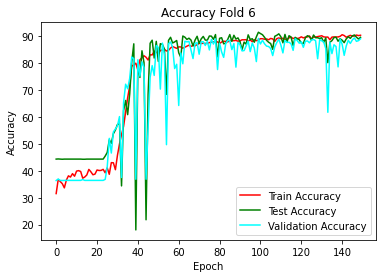 Accuracy Fold 6
Accuracy
90
80
70
60
50
40
30
20
Train Accuracy
Test Accuracy
Validation Accuracy
0 20 40 60 80 100 120 140
Epoch